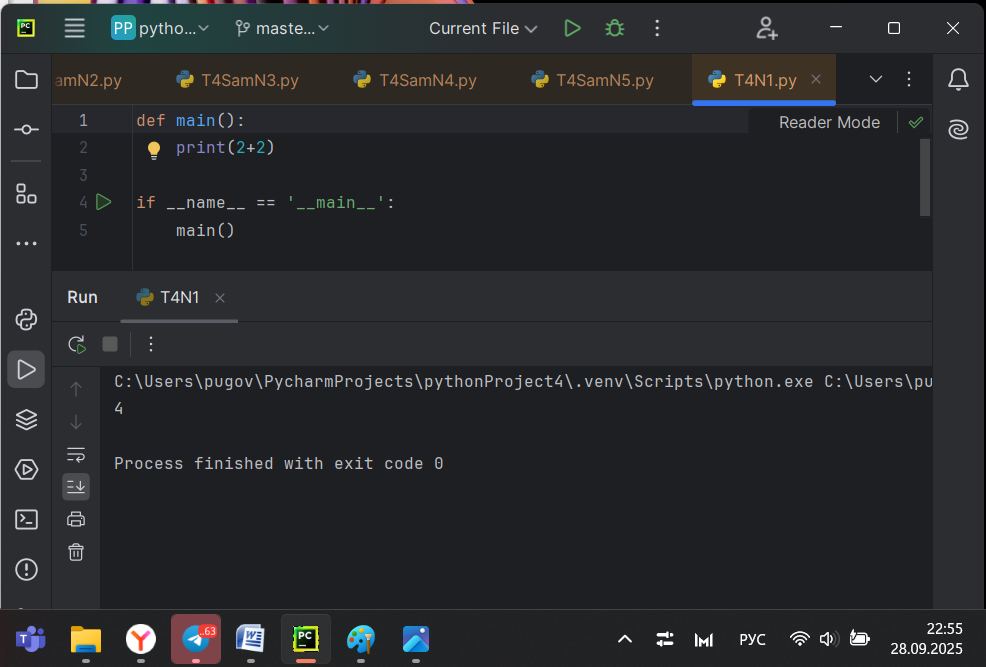 PC PP pytho... maste... Current File
amN2.py T4SamN3.py T4SamN4.py T4SamN5.py T4N1.py
1 def main(): Reader Mode
2 print(2+2)
3
4 if __name__ == '__main__':
5 main()
Run T4N1
C:\Users\pugov\PycharmProjects\pythonProject4\.venv\Scripts\python.exe C:\Users\pu
4
Process finished with exit code 0
T ..63 W PC РУС 22:55
28.09.2025